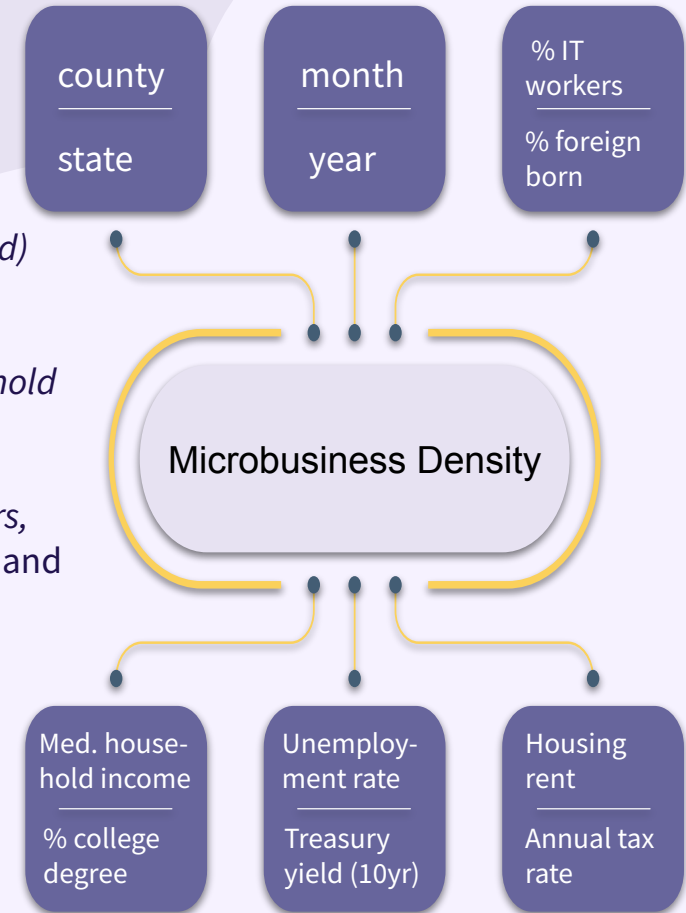 county
state
month
year
% IT
workers
% foreign
born
and
Microbusiness Density
Med. house-
hold income
% college
degree
Unemploy-
ment rate
Treasury
yield (10yr)
Housing
rent
Annual tax
rate